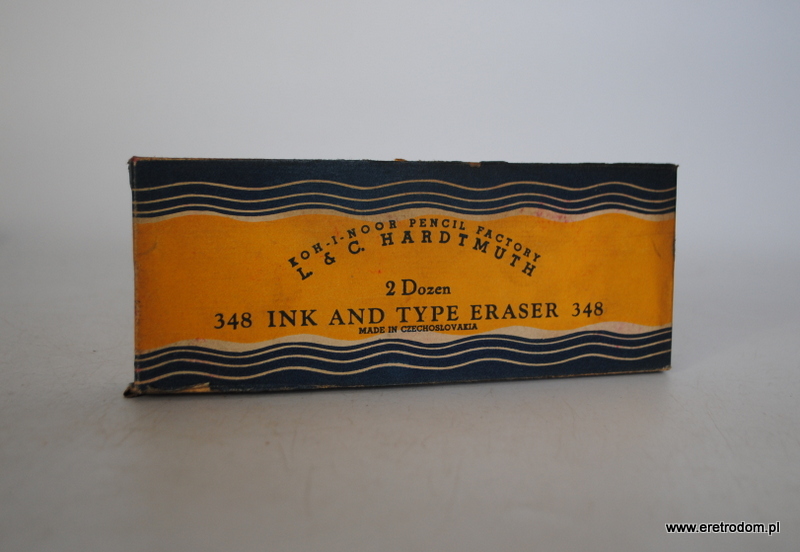 KOH-I-NOOR PENCIL FACTORY
L. & C. HARDTMUTH
2 Dozen
348 INK AND TYPE ERASER 348
MADE IN CZECHOSLOVAKIA
www.eretrodom.pl